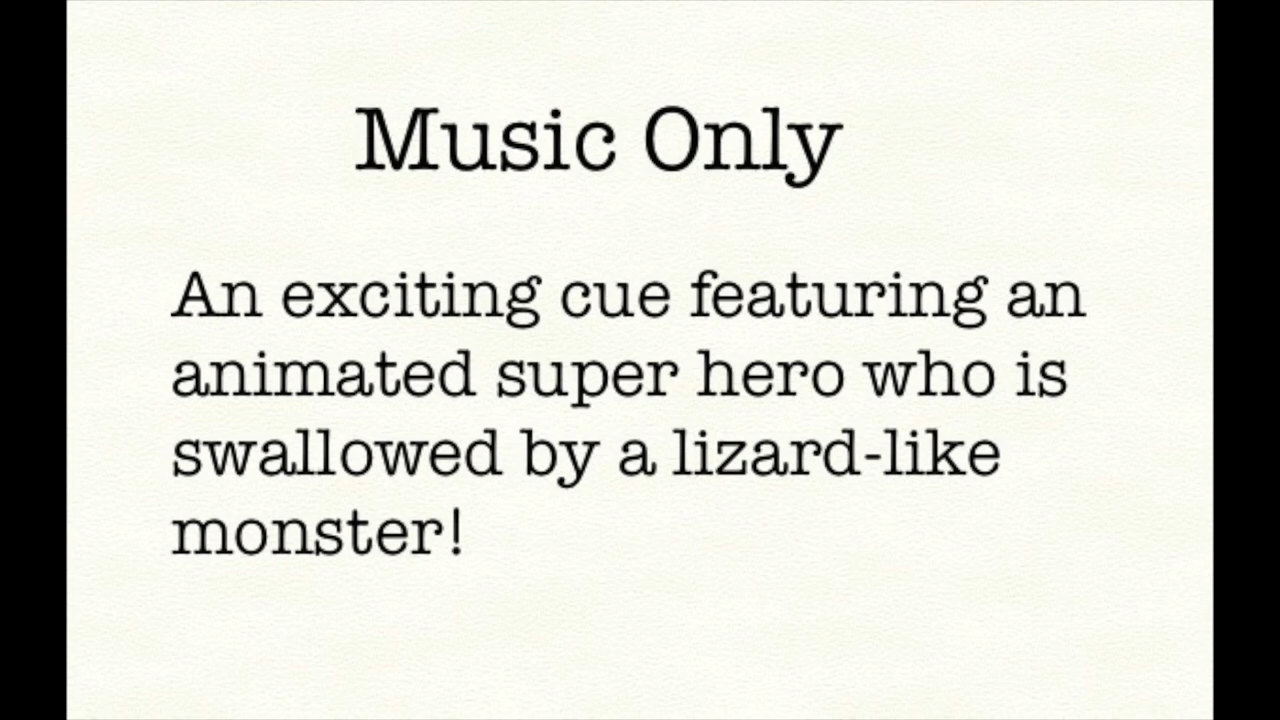 Music Only
An exciting cue featuring an
animated super hero who is
swallowed by a lizard-like
monster!